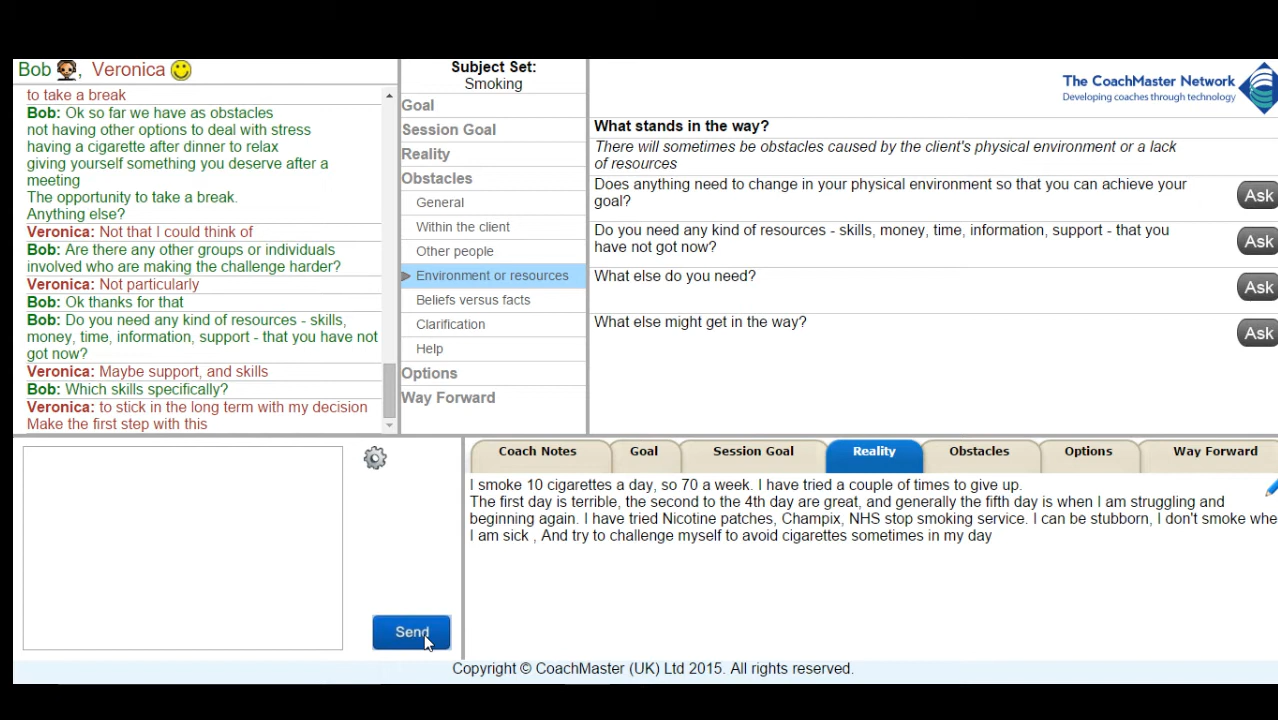 Bob, Veronica
to take a break
Bob: Ok so far we have as obstacles
not having other options to deal with stress
having a cigarette after dinner to relax
giving yourself something you deserve after a
meeting
The opportunity to take a break.
Anything else?
Veronica: Not that I could think of
Bob: Are there any other groups or individuals
involved who are making the challenge harder?
Veronica: Not particularly
Bob: Ok thanks for that
Bob: Do you need any kind of resources - skills,
money, time, information, support - that you have not
got now?
Veronica: Maybe support, and skills
Bob: Which skills specifically?
Veronica: to stick in the long term with my decision
Make the first step with this
Subject Set:
Smoking
Goal
Session Goal
Reality
Obstacles
General
Within the client
Other people
Environment or resources
Beliefs versus facts
Clarification
Help
Options
Way Forward
The CoachMaster Network
Developing coaches through technology
What stands in the way?
There will sometimes be obstacles caused by the client's physical environment or a lack
of resources
Does anything need to change in your physical environment so that you can achieve your
goal?
Ask
Do you need any kind of resources - skills, money, time, information, support - that you
have not got now?
Ask
What else do you need?
Ask
What else might get in the way?
Ask
Send
Coach Notes Goal Session Goal Reality Obstacles Options Way Forward
I smoke 10 cigarettes a day, so 70 a week. I have tried a couple of times to give up.
The first day is terrible, the second to the 4th day are great, and generally the fifth day is when I am struggling and
beginning again. I have tried Nicotine patches, Champix, NHS stop smoking service. I can be stubborn, I don't smoke whe
I am sick , And try to challenge myself to avoid cigarettes sometimes in my day
Copyright © CoachMaster (UK) Ltd 2015. All rights reserved.